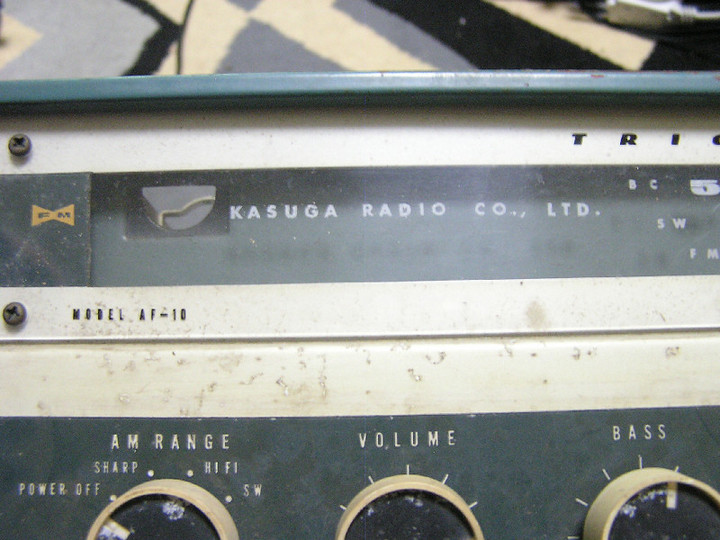 TRIO
BC 5
FM KASUGA RADIO CO., LTD.
SW
FM
MODEL AF-10
AM RANGE VOLUME BASS
SHARP HIFI
POWER OFF SW